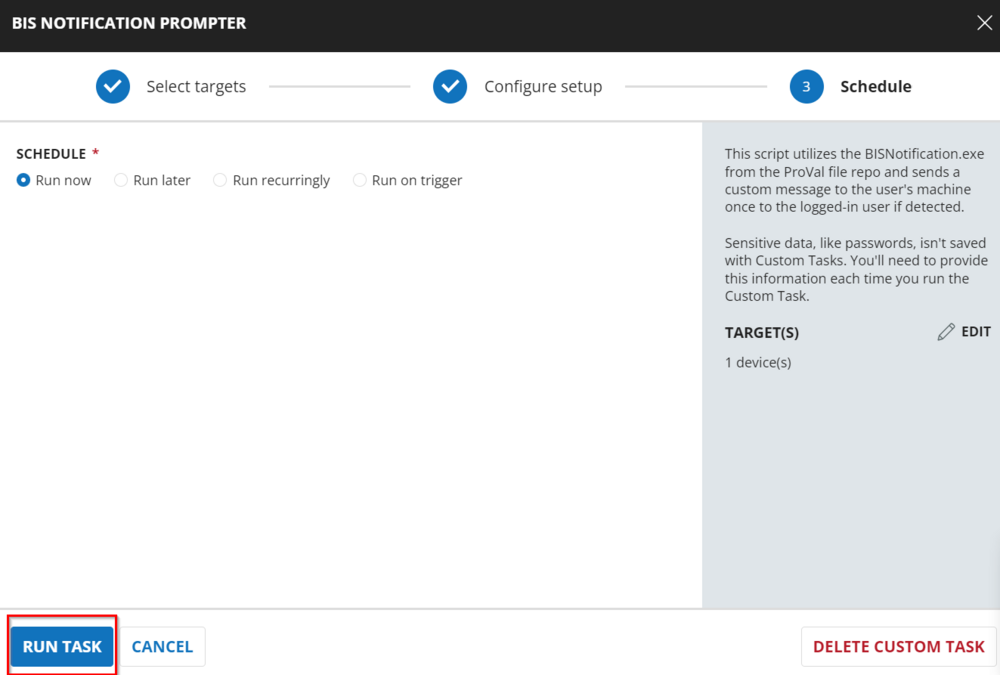 BIS NOTIFICATION PROMPTER
Select targets
Configure setup
3 Schedule
SCHEDULE *
Run now Run later Run recurringly Run on trigger
This script utilizes the BISNotification.exe
from the ProVal file repo and sends a
custom message to the user's machine
once to the logged-in user if detected.
Sensitive data, like passwords, isn't saved
with Custom Tasks. You'll need to provide
this information each time you run the
Custom Task.
TARGET(S) EDIT
1 device(s)
RUN TASK CANCEL DELETE CUSTOM TASK